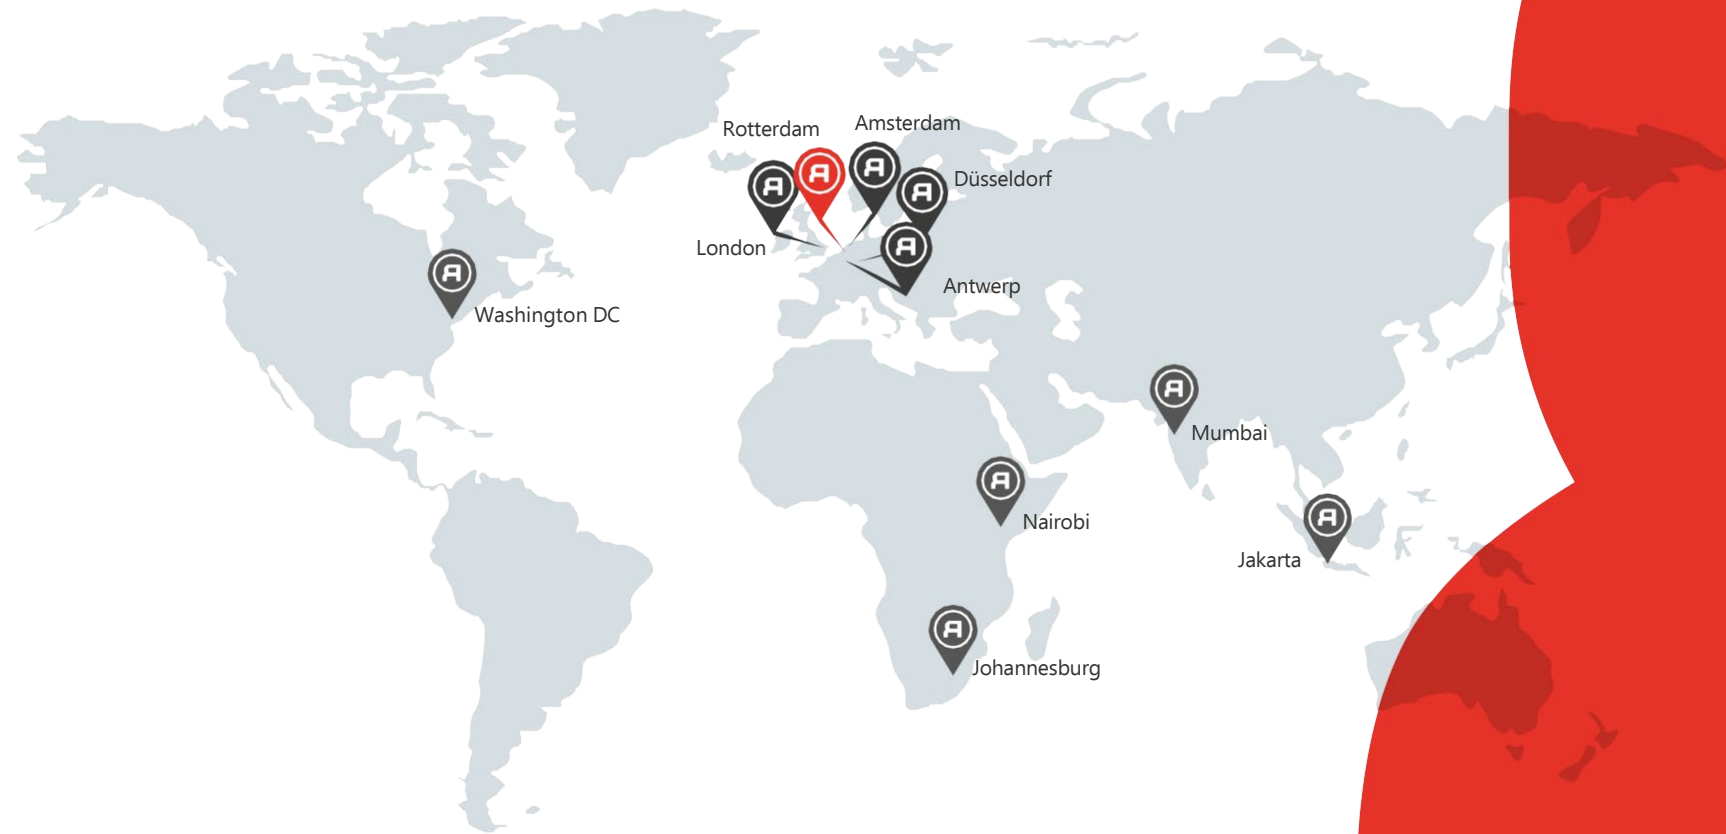 Rotterdam
Amsterdam
Düsseldorf
London
Antwerp
Washington DC
Mumbai
Nairobi
Jakarta
Johannesburg